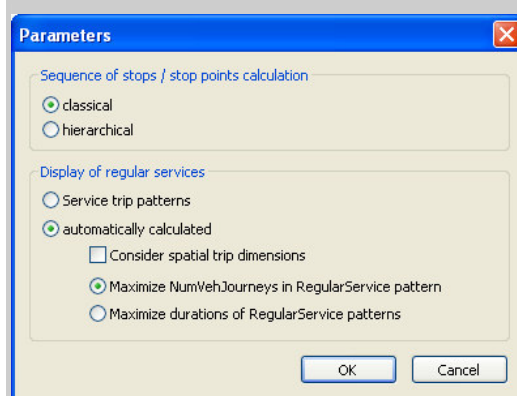 Parameters
Sequence of stops / stop points calculation
classical
hierarchical
Display of regular services
Service trip patterns
automatically calculated
Consider spatial trip dimensions
Maximize NumVehJourneys in RegularService pattern
Maximize durations of RegularService patterns
OK Cancel